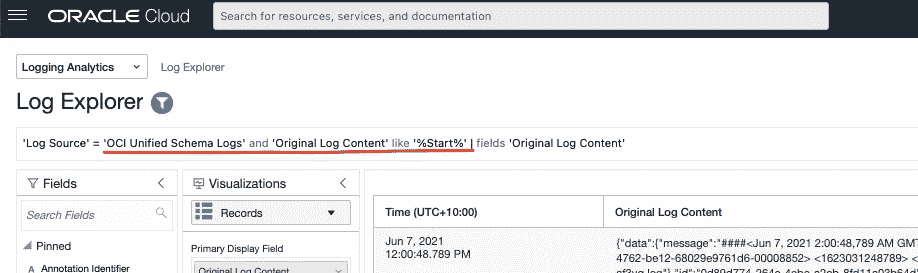 ORACLE Cloud
Search for resources, services, and documentation
Logging Analytics
Log Explorer
Log Explorer
'Log Source' = 'OCI Unified Schema Logs' and 'Original Log Content' like '%Start%' | fields 'Original Log Content'
Fields
Search Fields
Pinned
Annotation Identifier
Visualizations
Records
Primary Display Field
Original Log Content
Time (UTC+10:00)
Original Log Content
Jun 7, 2021
12:00:48.789 PM
{"data":{"message":"####<Jun 7, 2021 2:00:48,789 AM GMT
4762-be12-68029e9761d6-00008852> <1623031248789>